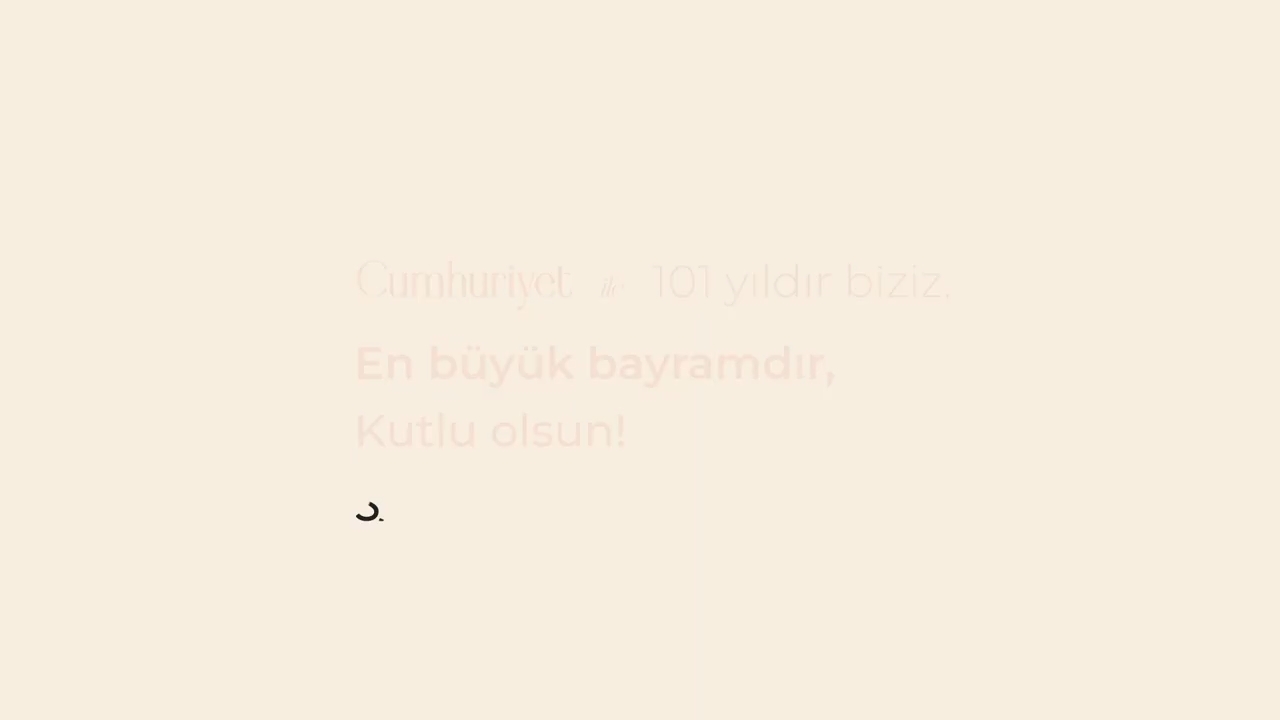 Cumhuriyet ile 101 yıldır biziz.
En büyük bayramdır,
Kutlu olsun!